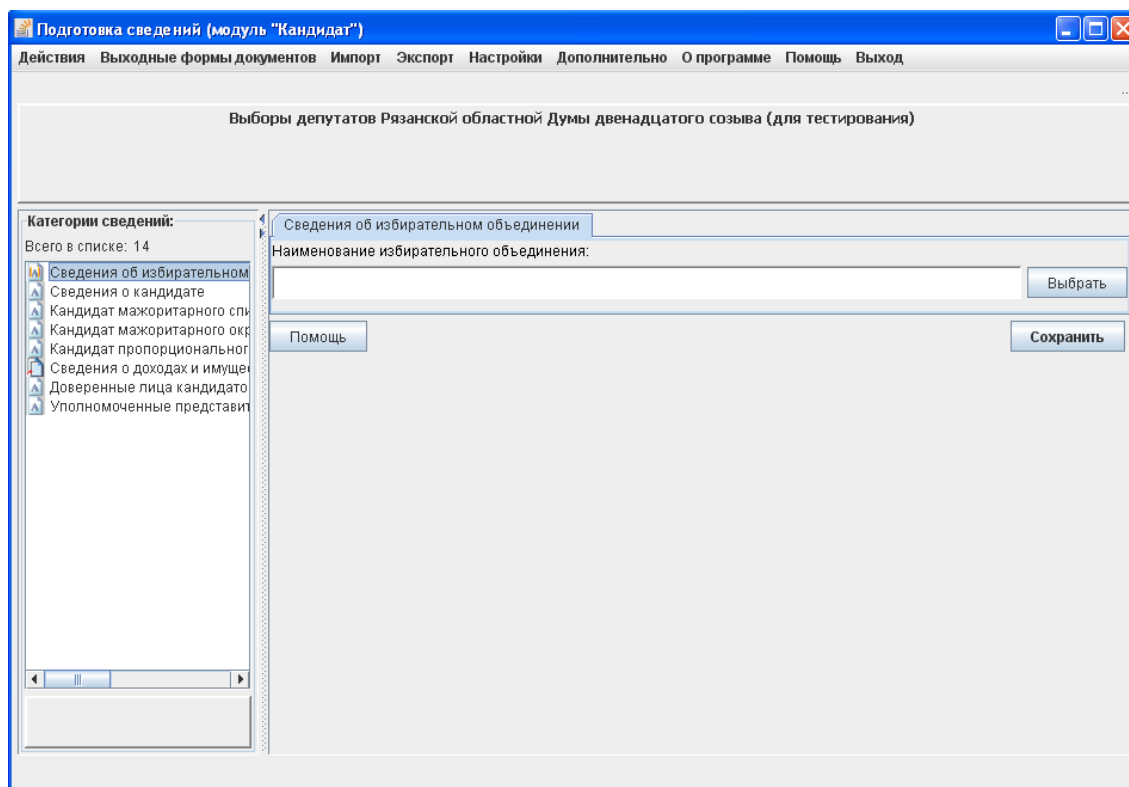 Подготовка сведений (модуль "Кандидат")
Действия Выходные формы документов Импорт Экспорт Настройки Дополнительно О программе Помощь Выход
...
Выборы депутатов Рязанской областной Думы двенадцатого созыва (для тестирования)
Категории сведений:
Всего в списке: 14
Сведения об избирательном
Сведения о кандидате
Кандидат мажоритарного спи
Кандидат мажоритарного окр
Кандидат пропорциональног
Сведения о доходах и имущес
Доверенные лица кандидато
Уполномоченные представит
Сведения об избирательном объединении
Наименование избирательного объединения:
Выбрать
Помощь
Сохранить